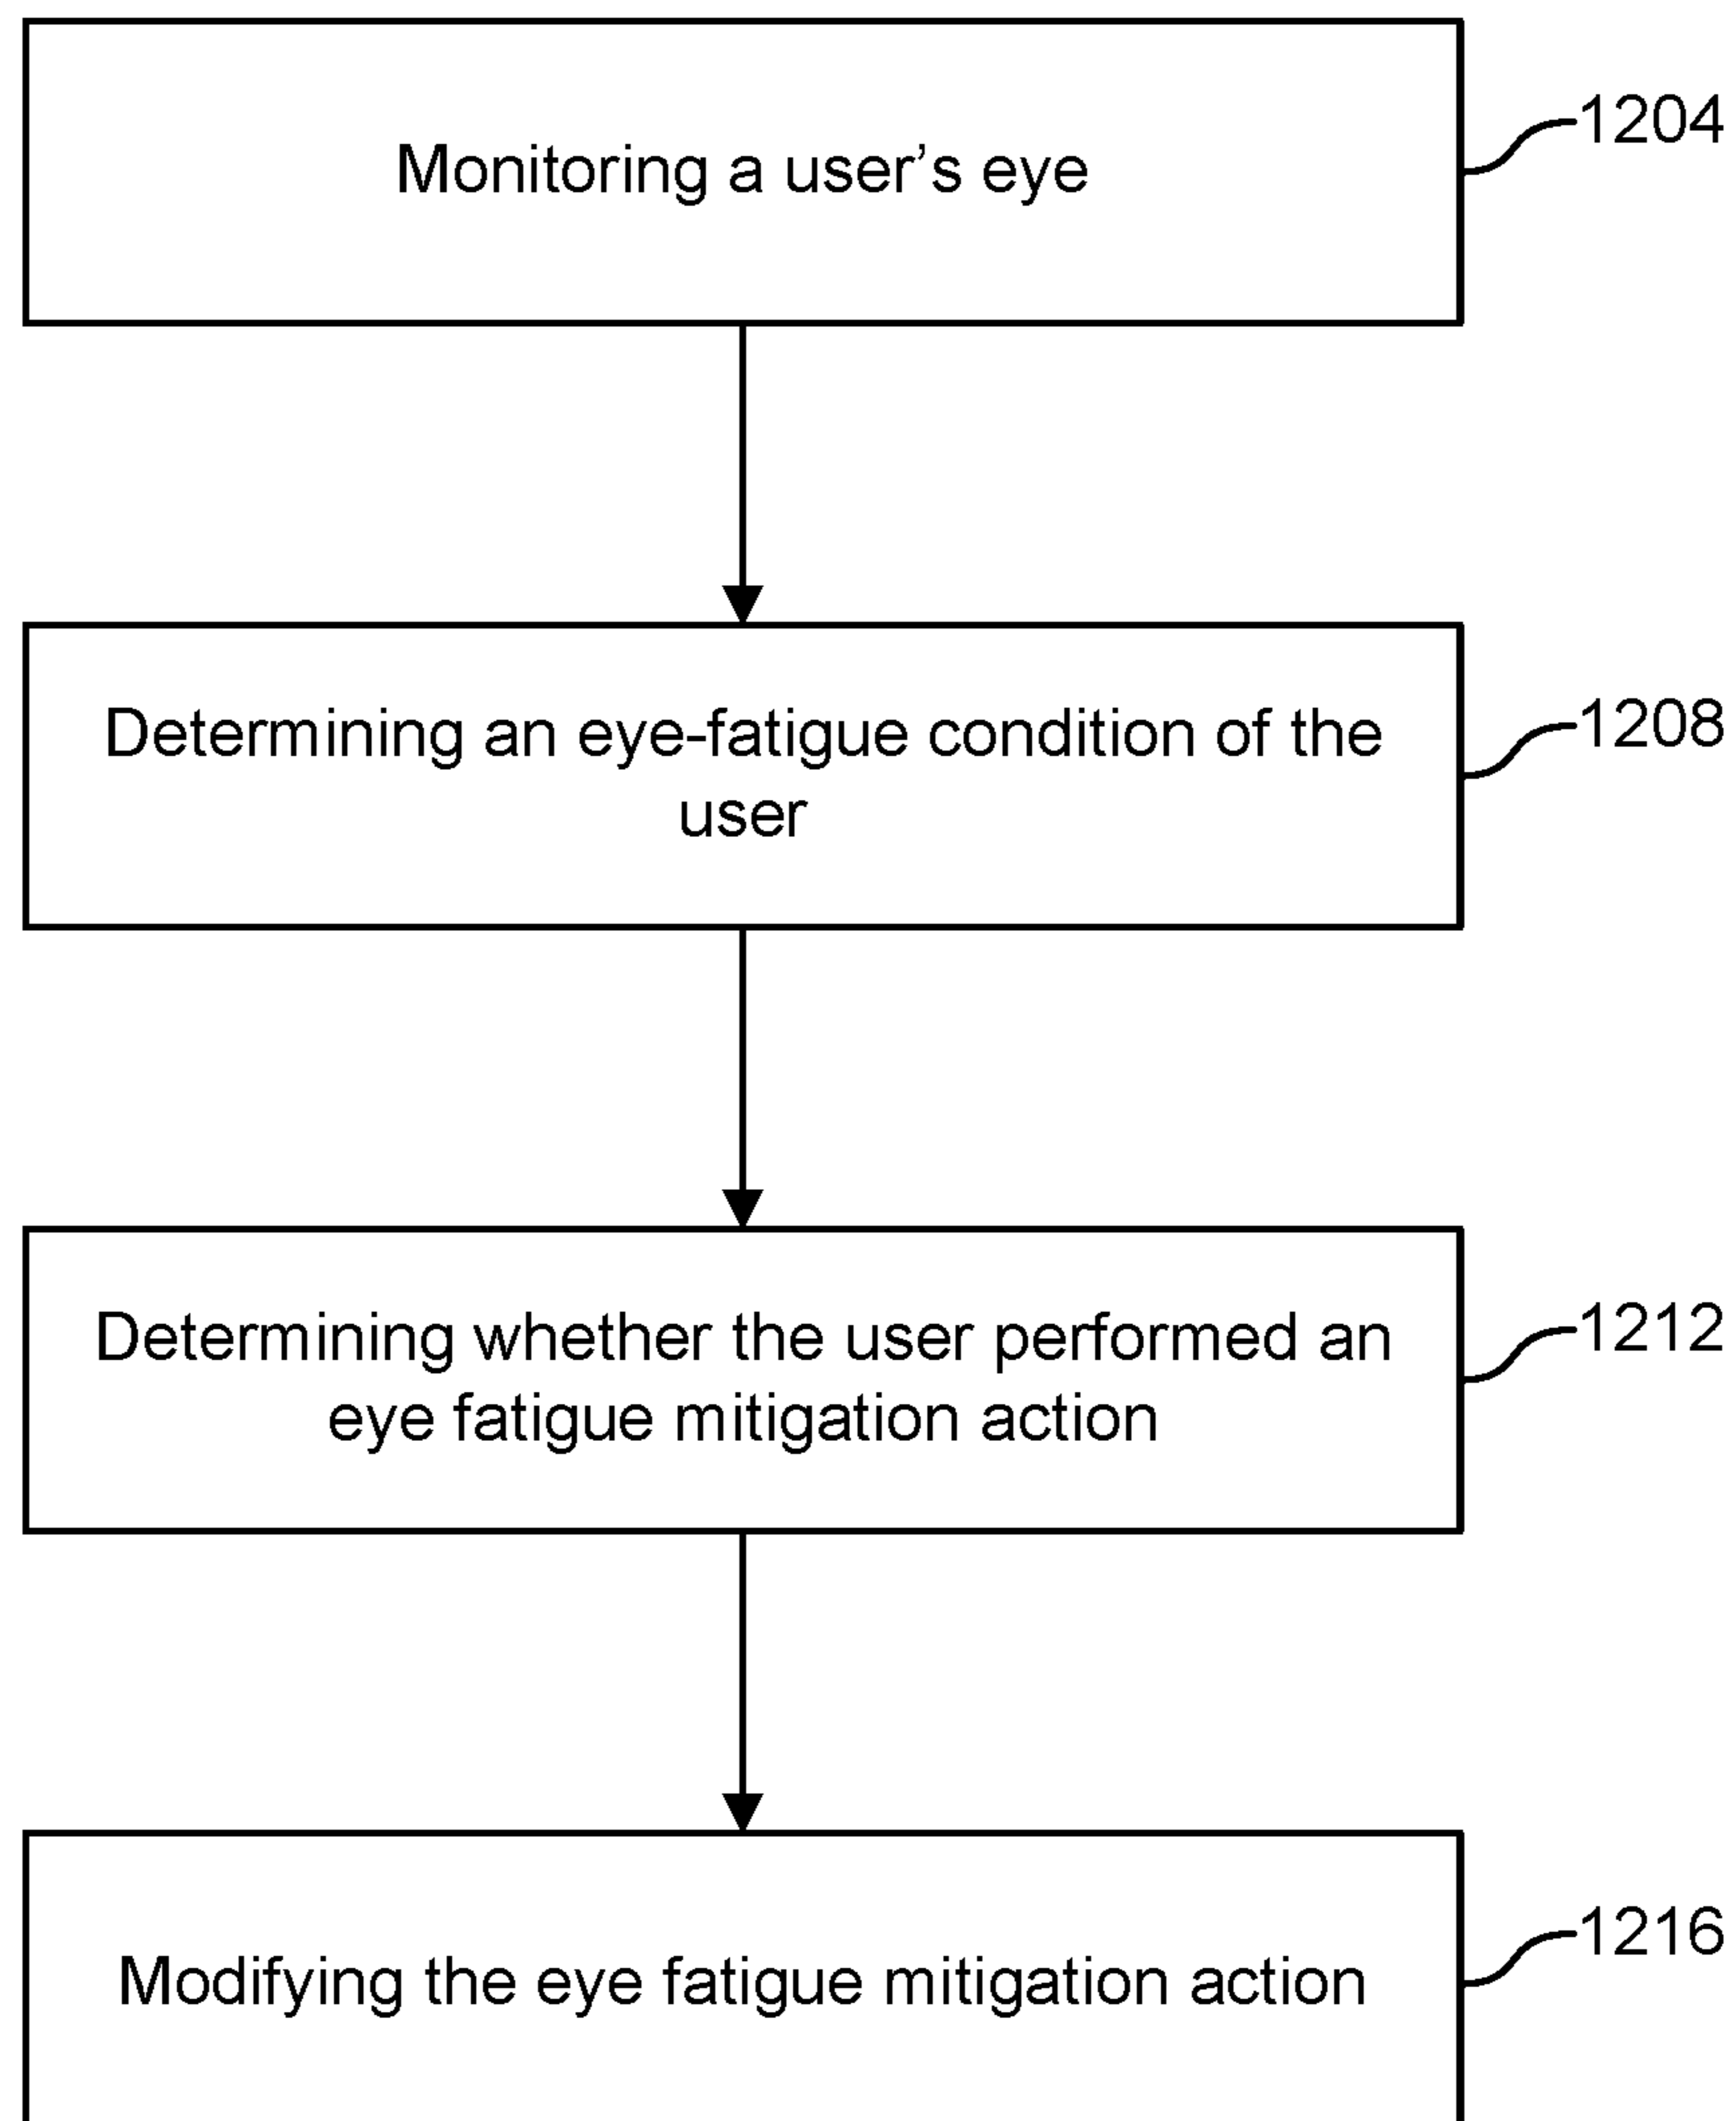 Monitoring a user’s eye
1204
Determining an eye-fatigue condition of the
user
1208
Determining whether the user performed an
eye fatigue mitigation action
1212
Modifying the eye fatigue mitigation action
1216